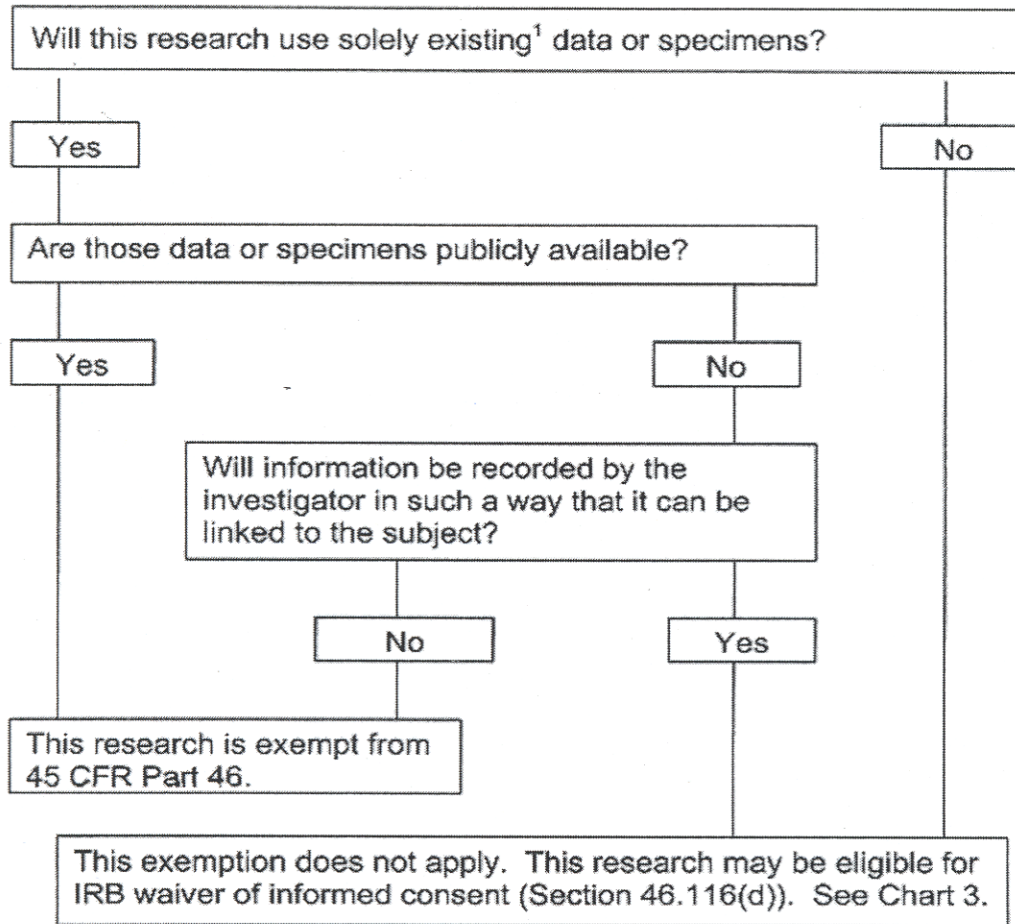 Will this research use solely existing¹ data or specimens?
Yes
No
Are those data or specimens publicly available?
Yes
No
Will information be recorded by the
investigator in such a way that it can be
linked to the subject?
No
Yes
This research is exempt from
45 CFR Part 46.
This exemption does not apply. This research may be eligible for
IRB waiver of informed consent (Section 46.116(d)). See Chart 3.